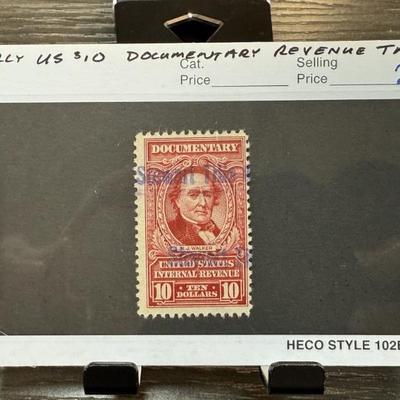 US $10 DOCUMENTARY REVENUE
Cat. Selling
Price Price
DOCUMENTARY
R. J. WALKER
UNITED STATES
INTERNAL REVENUE
10 TEN DOLLARS 10
HECO STYLE 102